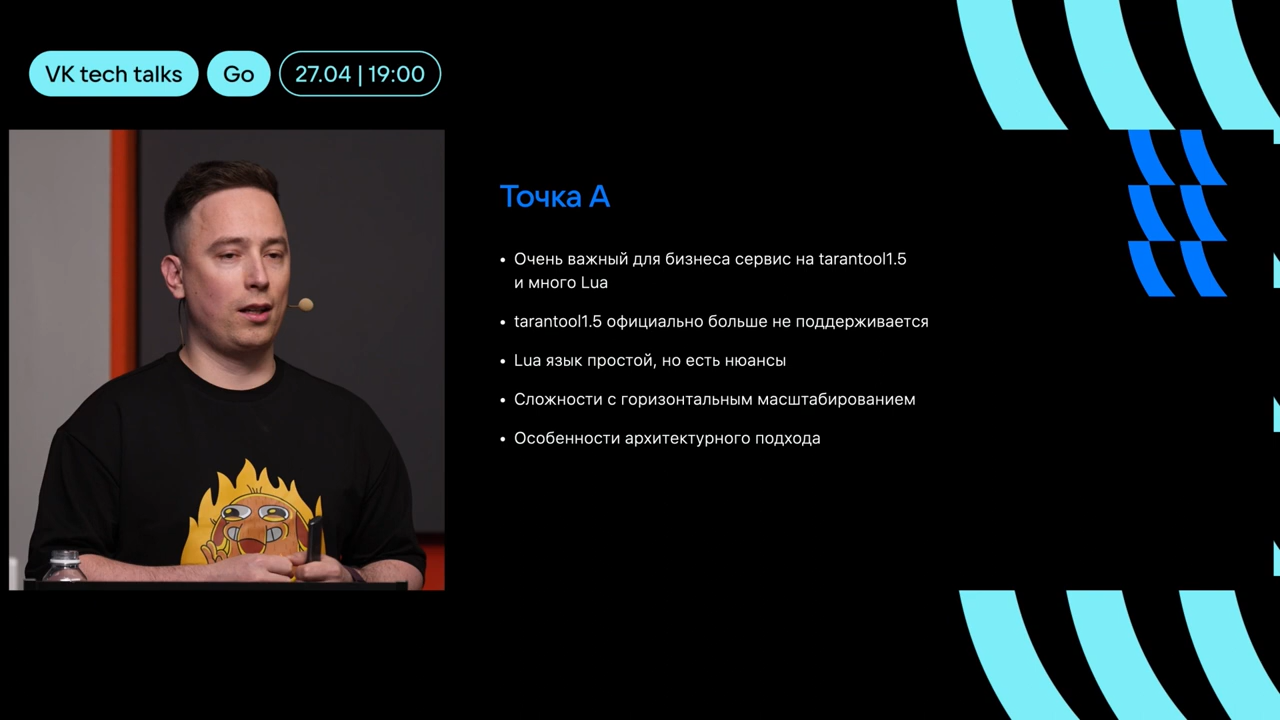 VK tech talks
Go
27.04 | 19:00
Точка А
• Очень важный для бизнеса сервис на tarantool1.5
и много Lua
• tarantool1.5 официально больше не поддерживается
• Lua язык простой, но есть нюансы
• Сложности с горизонтальным масштабированием
• Особенности архитектурного подхода